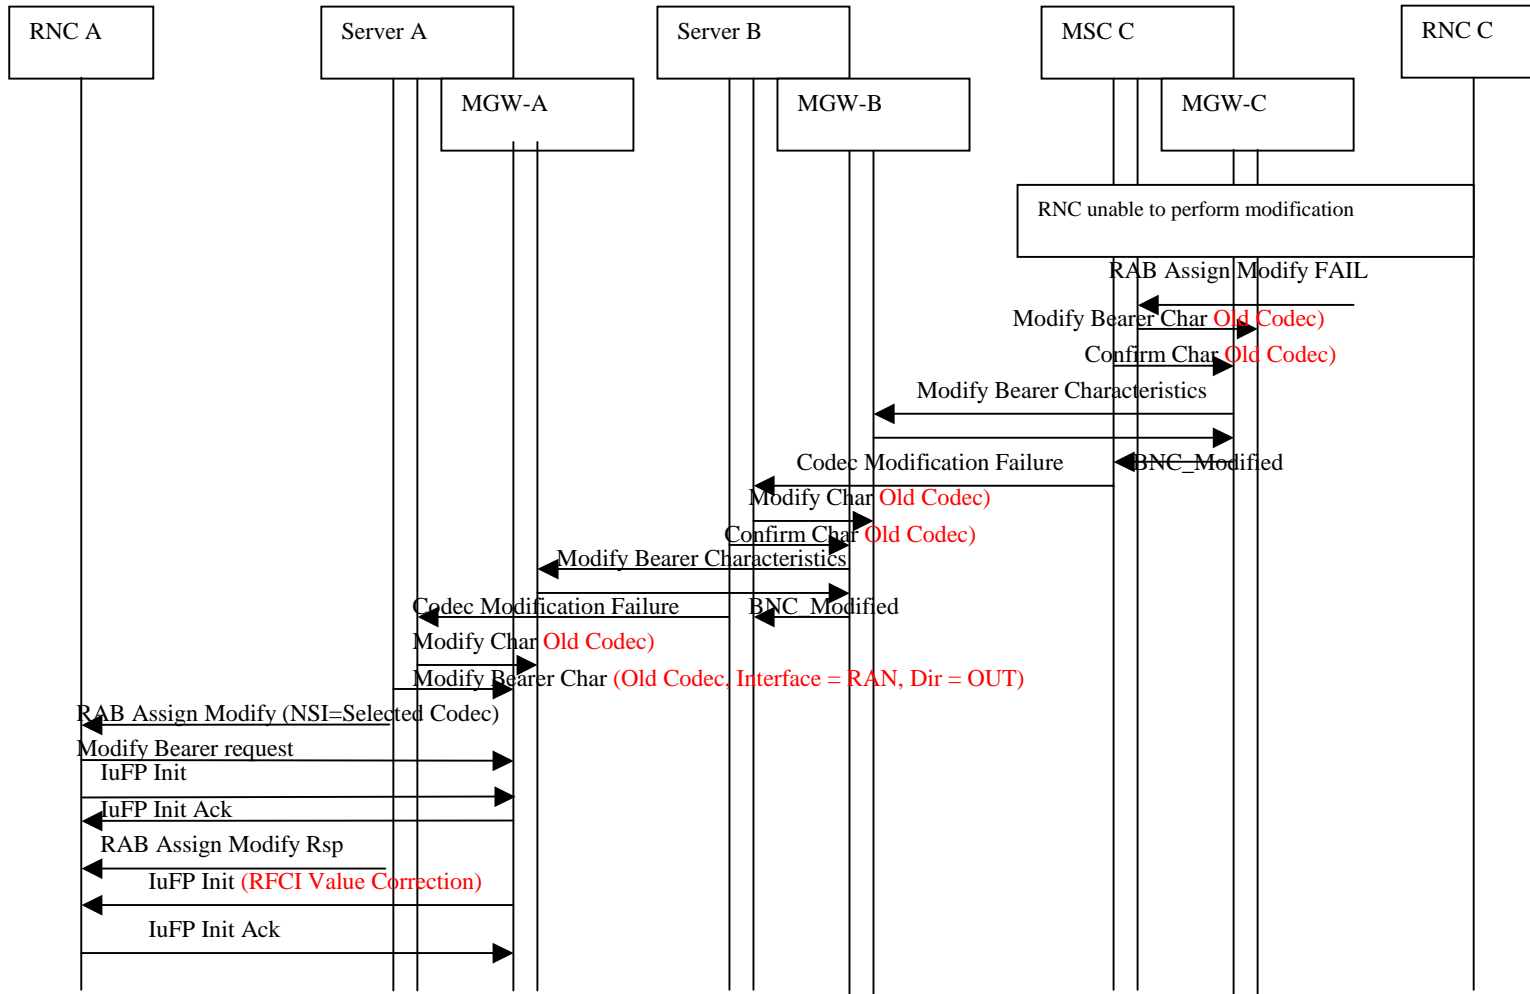 RNC A
Server A
Server B
MSC C
RNC C
MGW-A
MGW-B
MGW-C
RNC unable to perform modification
RAB Assign Modify FAIL
Modify Bearer Char Old Codec)
Confirm Char Old Codec)
Modify Bearer Characteristics
Codec Modification Failure
BNC_Modified
Modify Char Old Codec)
Confirm Char Old Codec)
Modify Bearer Characteristics
Codec Modification Failure
BNC_Modified
Modify Char Old Codec)
Modify Bearer Char (Old Codec, Interface = RAN, Dir = OUT)
RAB Assign Modify (NSI=Selected Codec)
Modify Bearer request
IuFP Init
IuFP Init Ack
RAB Assign Modify Rsp
IuFP Init (RFCI Value Correction)
IuFP Init Ack